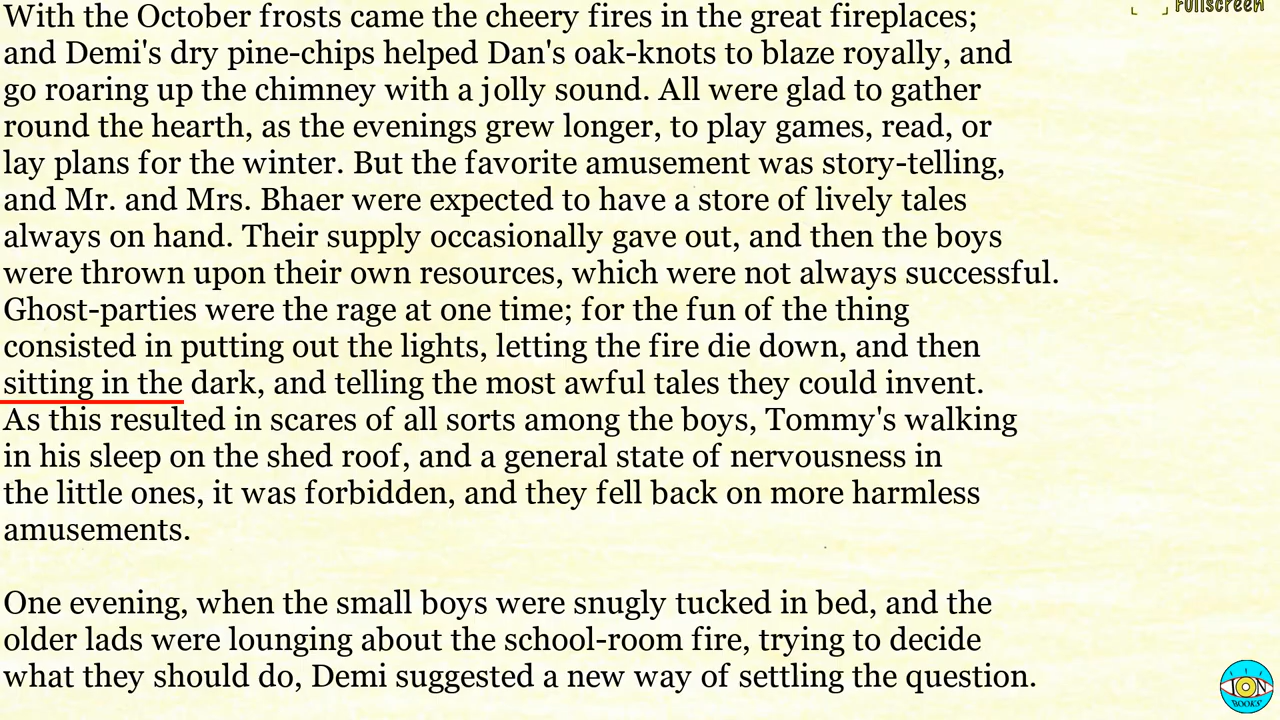 Fullscreen
With the October frosts came the cheery fires in the great fireplaces;
and Demi's dry pine-chips helped Dan's oak-knots to blaze royally, and
go roaring up the chimney with a jolly sound. All were glad to gather
round the hearth, as the evenings grew longer, to play games, read, or
lay plans for the winter. But the favorite amusement was story-telling,
and Mr. and Mrs. Bhaer were expected to have a store of lively tales
always on hand. Their supply occasionally gave out, and then the boys
were thrown upon their own resources, which were not always successful.
Ghost-parties were the rage at one time; for the fun of the thing
consisted in putting out the lights, letting the fire die down, and then
sitting in the dark, and telling the most awful tales they could invent.
As this resulted in scares of all sorts among the boys, Tommy's walking
in his sleep on the shed roof, and a general state of nervousness in
the little ones, it was forbidden, and they fell back on more harmless
amusements.
One evening, when the small boys were snugly tucked in bed, and the
older lads were lounging about the school-room fire, trying to decide
what they should do, Demi suggested a new way of settling the question.
ION
BOOKS